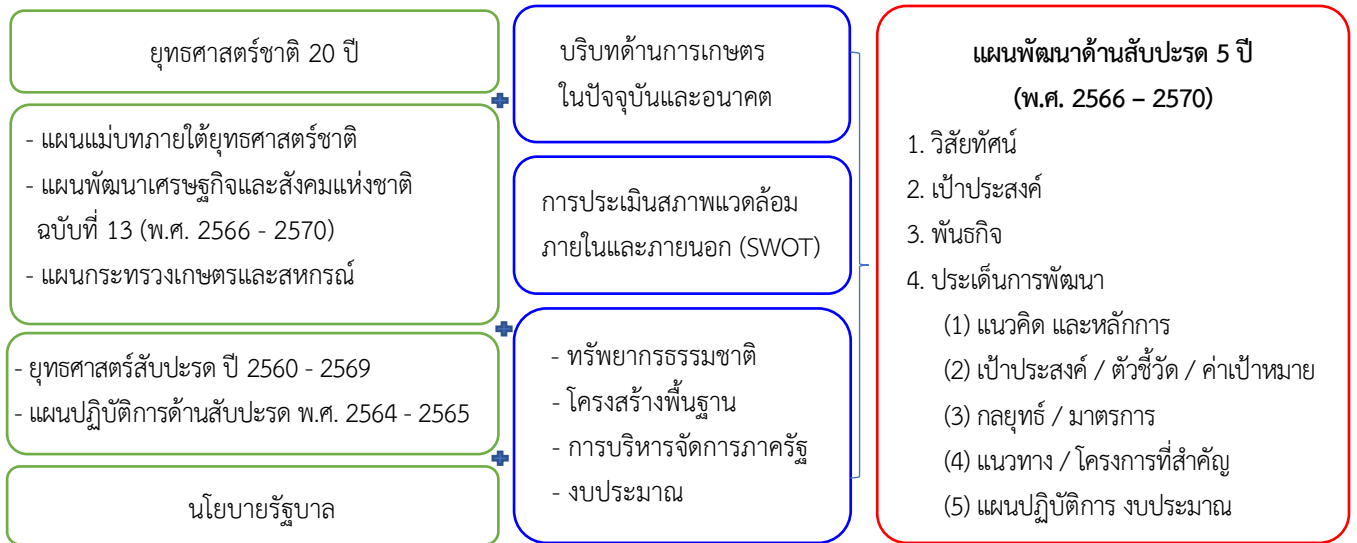 ยุทธศาสตร์ชาติ 20 ปี
- แผนแม่บทภายใต้ยุทธศาสตร์ชาติ
- แผนพัฒนาเศรษฐกิจและสังคมแห่งชาติ
ฉบับที่ 13 (พ.ศ. 2566 - 2570)
- แผนกระทรวงเกษตรและสหกรณ์
- ยุทธศาสตร์สับปะรด ปี 2560 - 2569
- แผนปฏิบัติการด้านสับปะรด พ.ศ. 2564 - 2565
นโยบายรัฐบาล
บริบทด้านการเกษตร
ในปัจจุบันและอนาคต
การประเมินสภาพแวดล้อม
ภายในและภายนอก (SWOT)
- ทรัพยากรธรรมชาติ
- โครงสร้างพื้นฐาน
- การบริหารจัดการภาครัฐ
- งบประมาณ
แผนพัฒนาด้านสับปะรด 5 ปี
(พ.ศ. 2566 – 2570)
1. วิสัยทัศน์
2. เป้าประสงค์
3. พันธกิจ
4. ประเด็นการพัฒนา
(1) แนวคิด และหลักการ
(2) เป้าประสงค์ / ตัวชี้วัด / ค่าเป้าหมาย
(3) กลยุทธ์ / มาตรการ
(4) แนวทาง / โครงการที่สำคัญ
(5) แผนปฏิบัติการ งบประมาณ